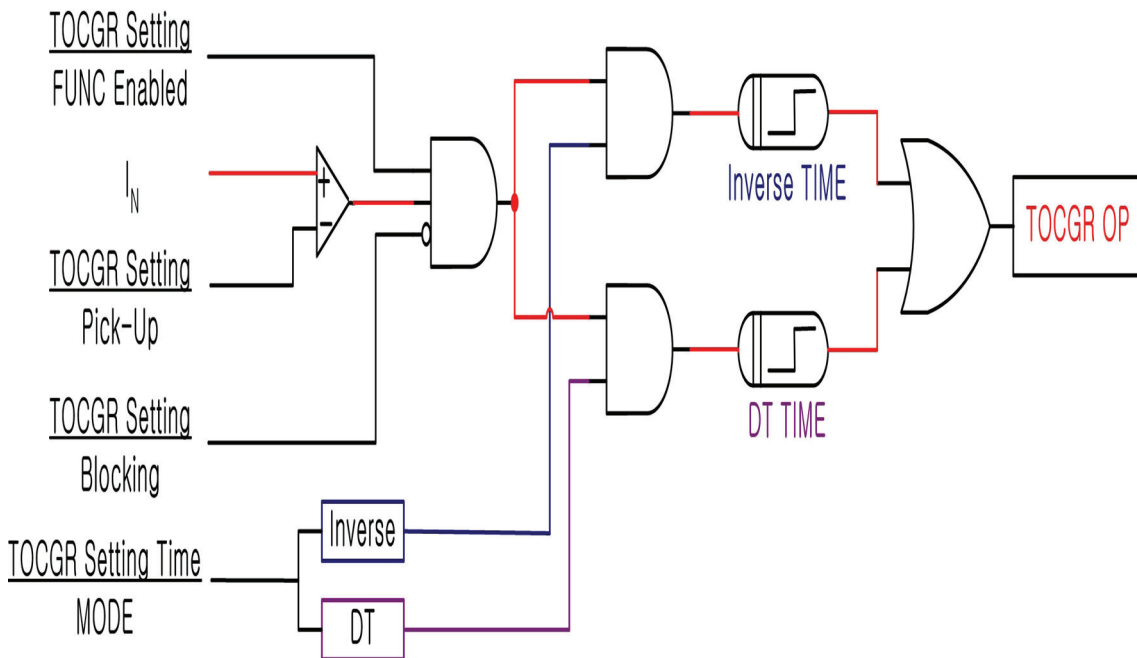 TOCGR Setting
FUNC Enabled
IN
+
−
TOCGR Setting
Pick-Up
TOCGR Setting
Blocking
TOCGR Setting Time
MODE
Inverse
DT
Inverse TIME
DT TIME
TOCGR OP